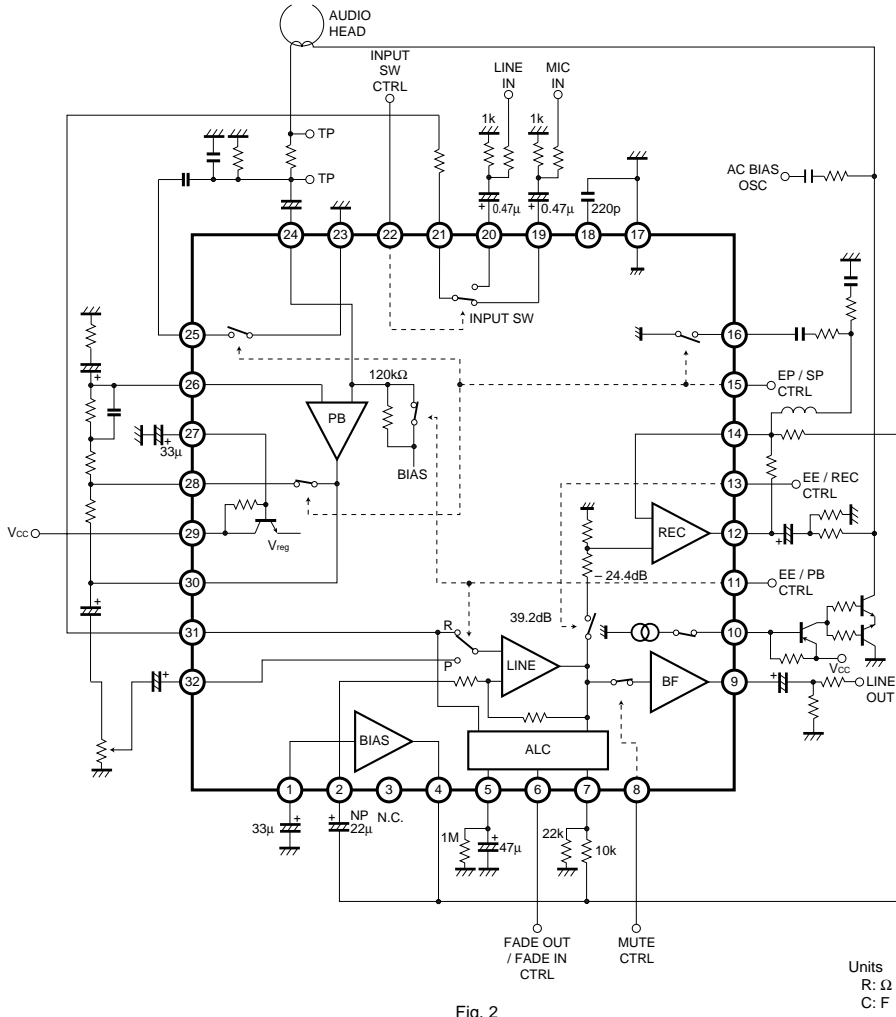 AUDIO
HEAD
INPUT
SW
CTRL
LINE
IN
MIC
IN
1k
1k
TP
TP
AC BIAS
OSC
+ 0.47μ
+ 0.47μ
220p
24
23
22
21
20
19
18
17
INPUT SW
25
16
15
EP / SP
CTRL
26
120kΩ
PB
27
33μ
+
+
BIAS
14
28
13
EE / REC
CTRL
VCC
29
Vreg
REC
12
+
30
– 24.4dB
11
EE / PB
CTRL
+
39.2dB
31
R
10
VCC
P
LINE
32
+
BF
9
+
LINE
OUT
BIAS
ALC
1
2
3
4
5
6
7
8
33μ
+
+
NP
22μ
N.C.
1M
+
47μ
22k
10k
FADE OUT
/ FADE IN
CTRL
MUTE
CTRL
Units
R: Ω
C: F
Fig. 2